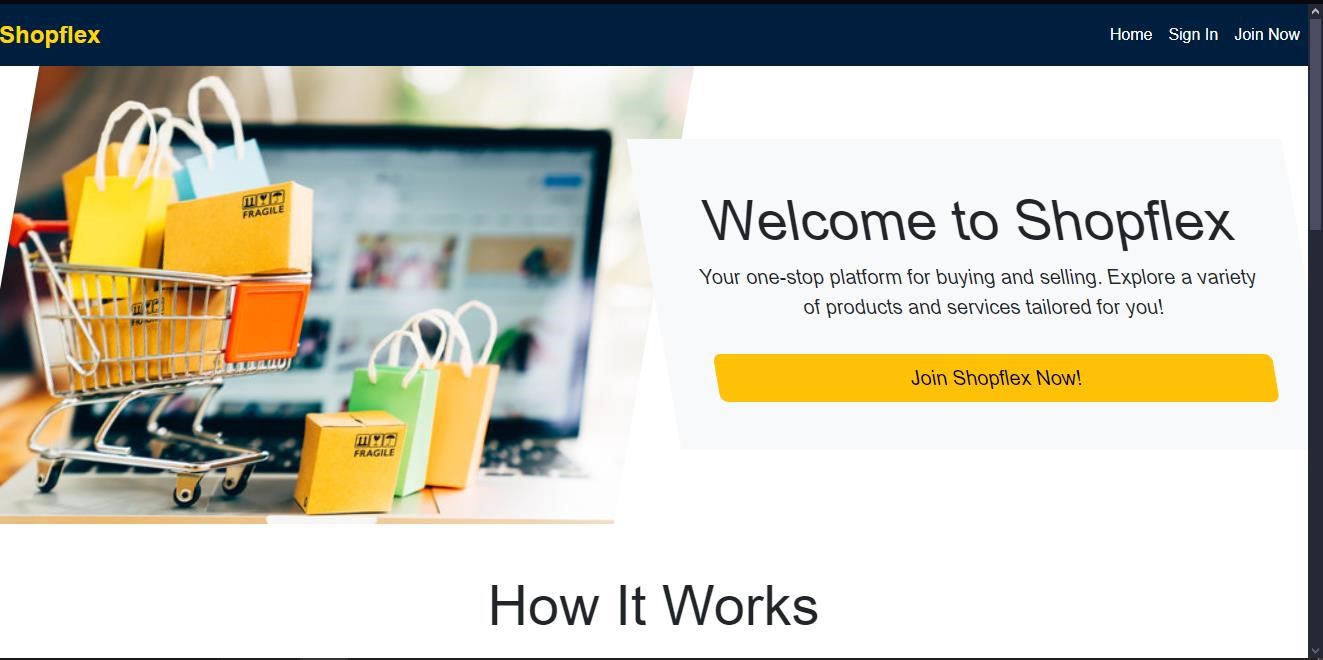 Shopflex
Home Sign In Join Now
FRAGILE
FRAGILE
Welcome to Shopflex
Your one-stop platform for buying and selling. Explore a variety
of products and services tailored for you!
Join Shopflex Now!
How It Works